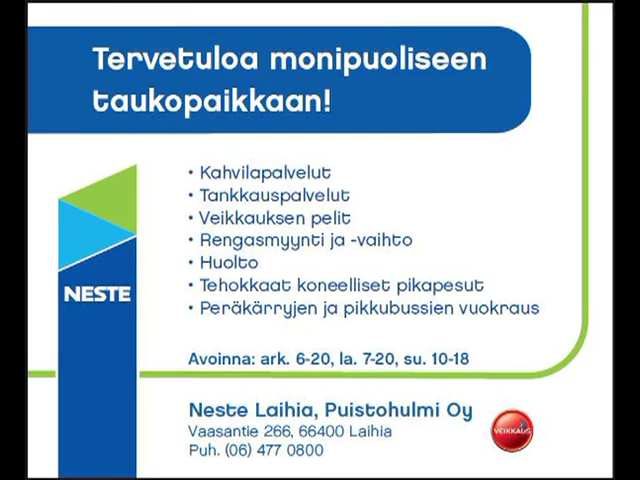 Tervetuloa monipuoliseen
taukopaikkaan!
• Kahvilapalvelut
• Tankkauspalvelut
• Veikkauksen pelit
• Rengasmyynti ja -vaihto
• Huolto
• Tehokkaat koneelliset pikapesut
• Peräkärryjen ja pikkubussien vuokraus
NESTE
Avoinna: ark. 6-20, la. 7-20, su. 10-18
Neste Laihia, Puistohulmi Oy
Vaasantie 266, 66400 Laihia
Puh. (06) 477 0800
VEIKKAUS